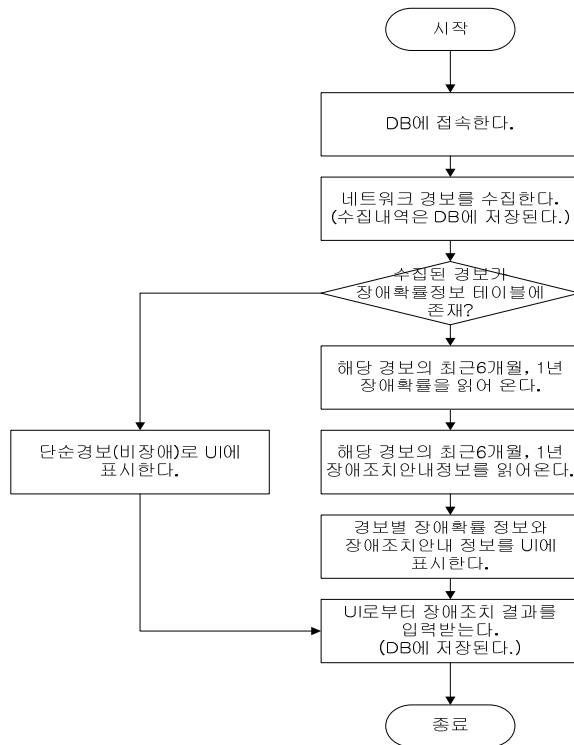 시작
DB에 접속한다.
네트워크 경보를 수집한다.
(수집내역은 DB에 저장된다.)
수집된 경보가
장애확률정보 테이블에
존재?
해당 경보의 최근6개월, 1년
장애확률을 읽어 온다.
단순경보(비장애)로 UI에
표시한다.
해당 경보의 최근6개월, 1년
장애조치안내정보를 읽어온다.
경보별 장애확률 정보와
장애조치안내 정보를 UI에
표시한다.
UI로부터 장애조치 결과를
입력받는다.
(DB에 저장된다.)
종료